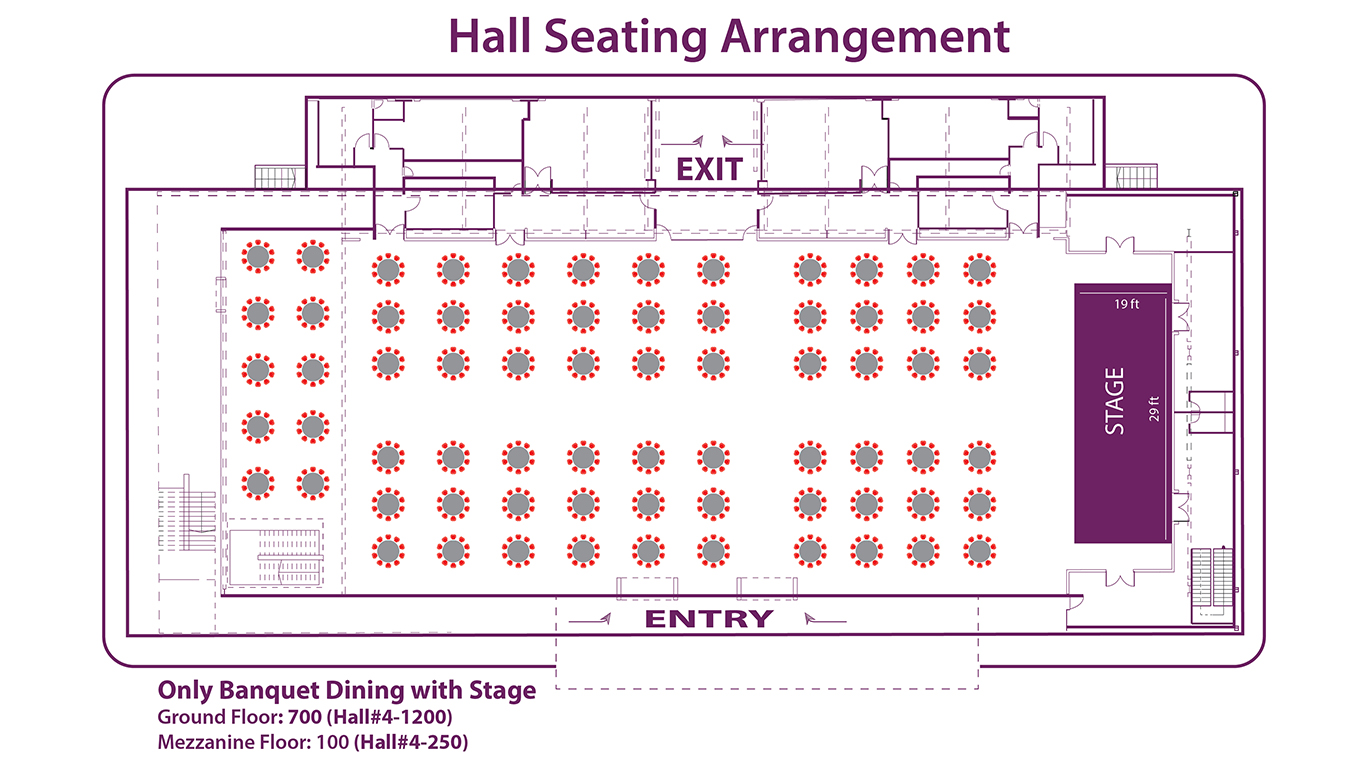 Hall Seating Arrangement
EXIT
19 ft
STAGE
29 ft
ENTRY
Only Banquet Dining with Stage
Ground Floor: 700 (Hall#4-1200)
Mezzanine Floor: 100 (Hall#4-250)